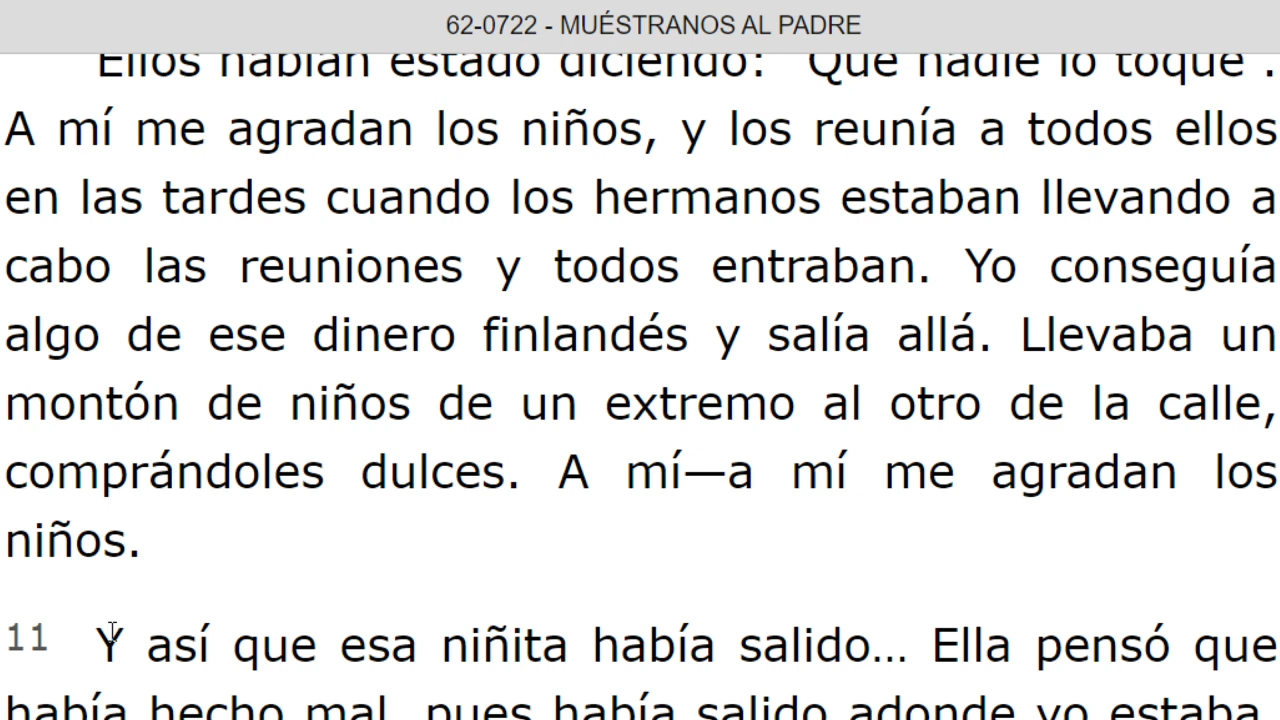 62-0722 - MUÉSTRANOS AL PADRE
Ellos habían estado diciendo: "Que nadie lo toque".
A mí me agradan los niños, y los reunía a todos ellos
en las tardes cuando los hermanos estaban llevando a
cabo las reuniones y todos entraban. Yo conseguía
algo de ese dinero finlandés y salía allá. Llevaba un
montón de niños de un extremo al otro de la calle,
comprándoles dulces. A mí—a mí me agradan los
niños.
11 Y así que esa niñita había salido... Ella pensó que
había hecho mal, pues había salido adonde yo estaba,